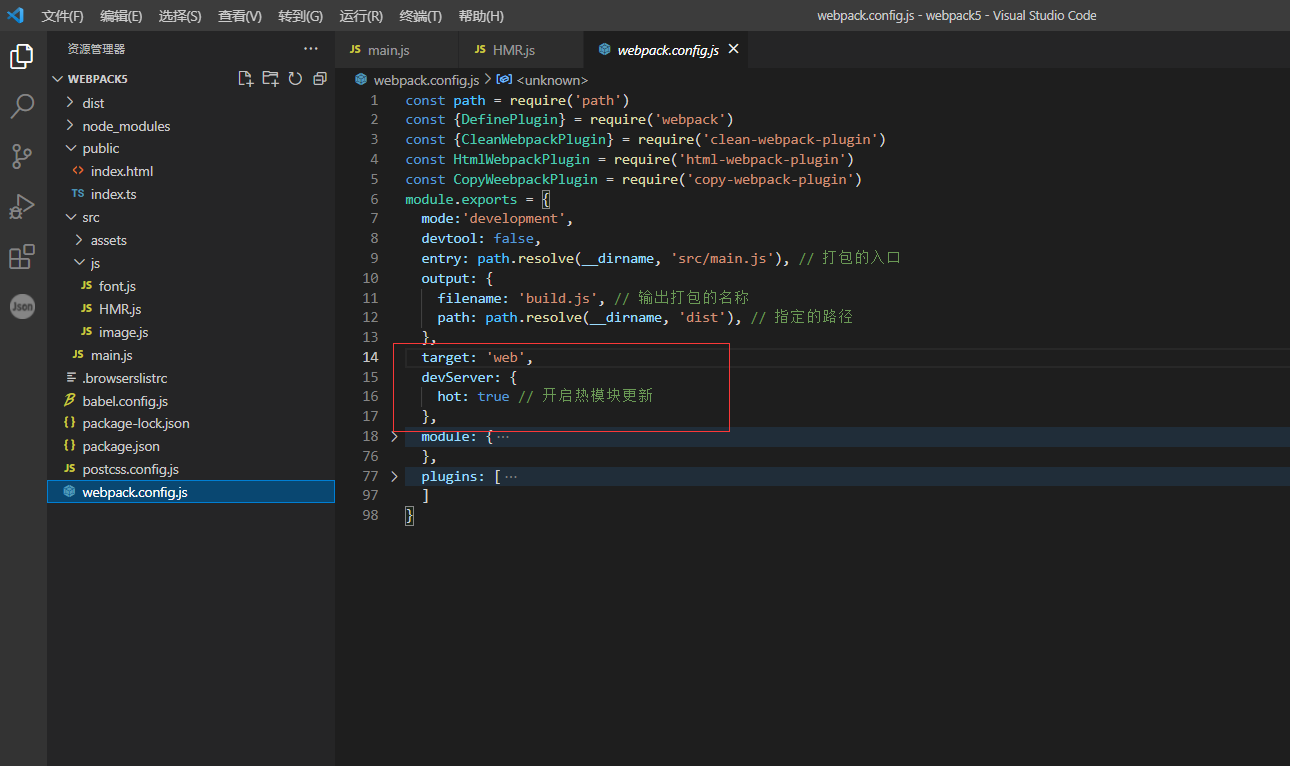 文件(F) 编辑(E) 选择(S) 查看(V) 转到(G) 运行(R) 终端(T) 帮助(H) webpack.config.js - webpack5 - Visual Studio Code
资源管理器 ···
WEBPACK5
dist
node_modules
public
<> index.html
TS index.ts
src
assets
js
JS font.js
JS HMR.js
JS image.js
JS main.js
.browserslistrc
babel.config.js
{} package-lock.json
{} package.json
JS postcss.config.js
webpack.config.js
Json
JS main.js JS HMR.js webpack.config.js
webpack.config.js > <unknown>
1 const path = require('path')
2 const {DefinePlugin} = require('webpack')
3 const {CleanWebpackPlugin} = require('clean-webpack-plugin')
4 const HtmlWebpackPlugin = require('html-webpack-plugin')
5 const CopyWeebpackPlugin = require('copy-webpack-plugin')
6 module.exports = {
7 mode:'development',
8 devtool: false,
9 entry: path.resolve(__dirname, 'src/main.js'), // 打包的入口
10 output: {
11 filename: 'build.js', // 输出打包的名称
12 path: path.resolve(__dirname, 'dist'), // 指定的路径
13 },
14 target: 'web',
15 devServer: {
16 hot: true // 开启热模块更新
17 },
18 module: {···
76 },
77 plugins: [···
97 ]
98 }